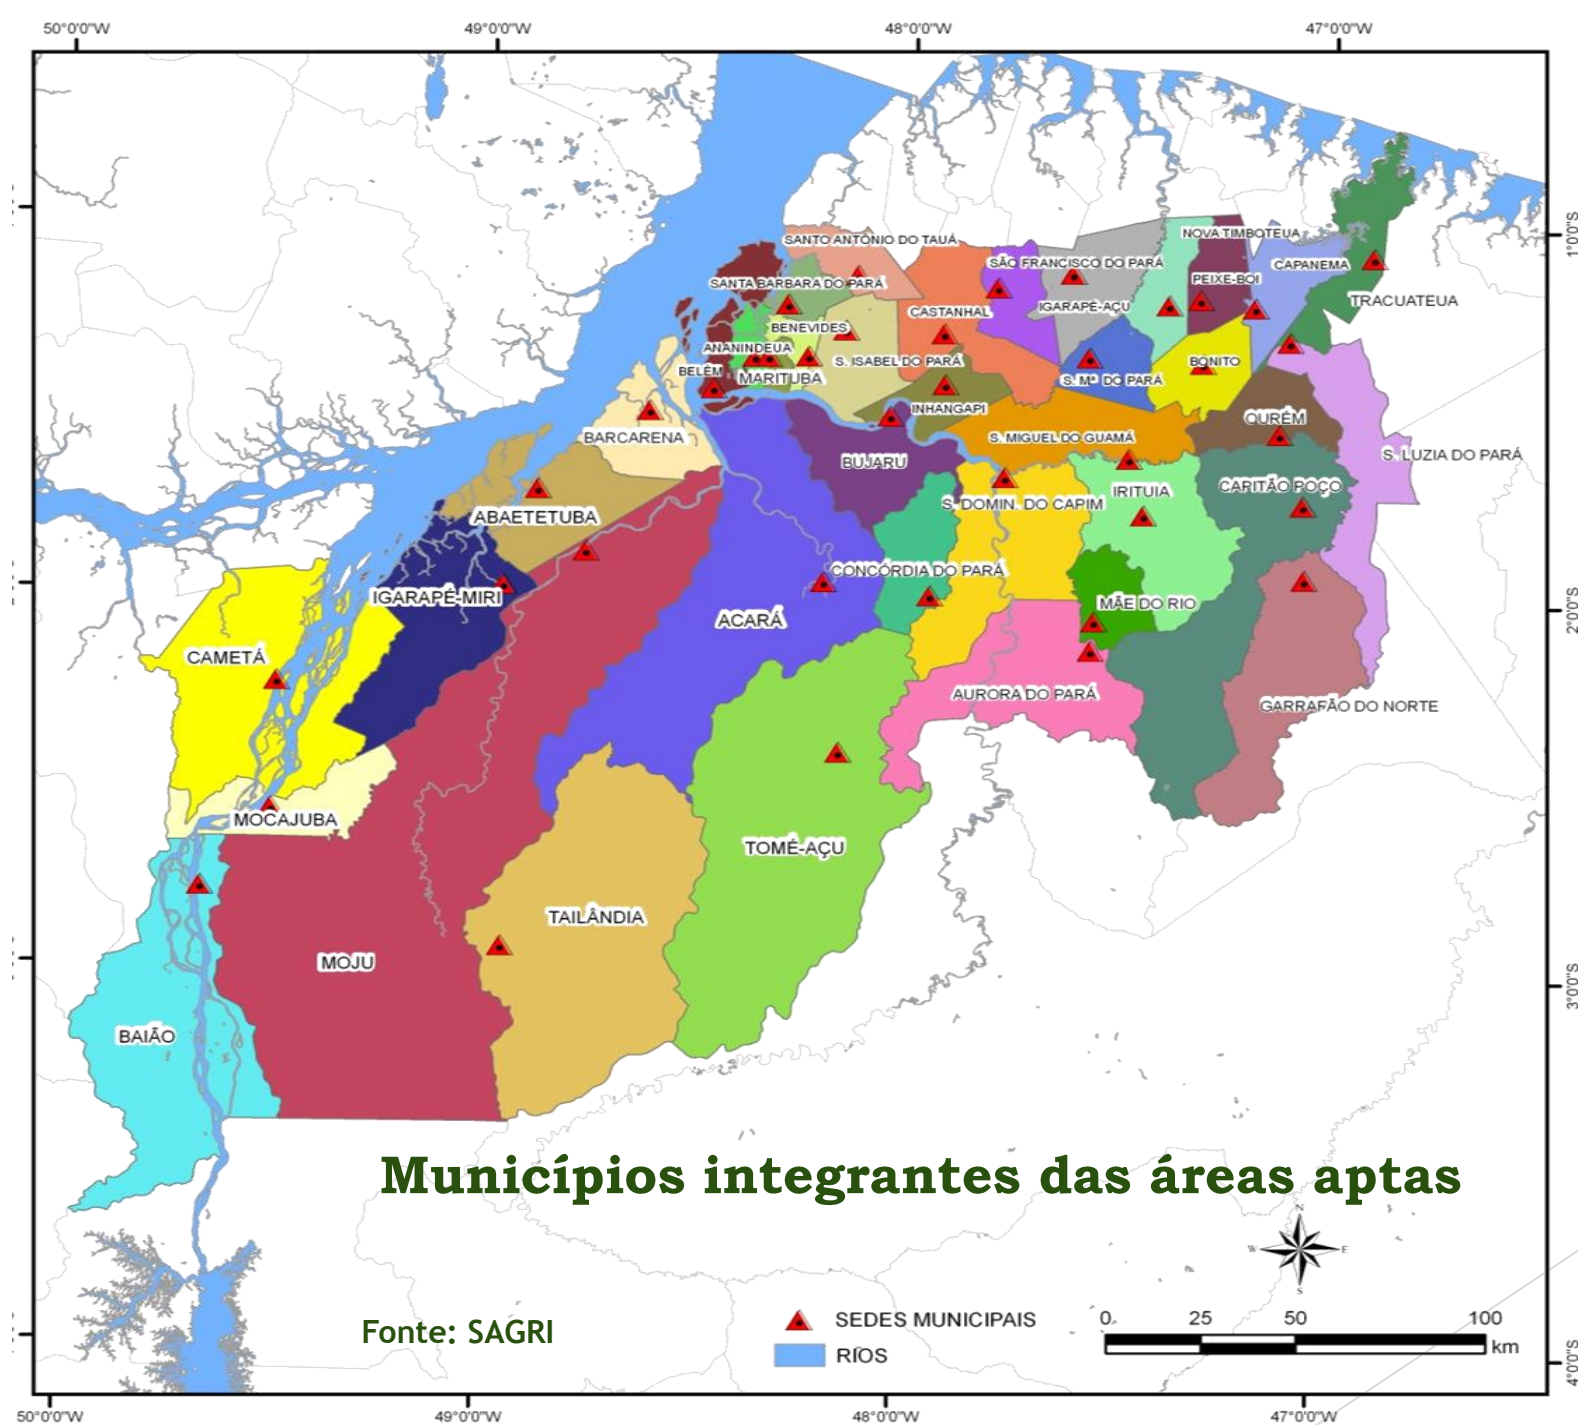 50°0'0"W 49°0'0"W 48°0'0"W 47°0'0"W
1°0'0"S
2°0'0"S
3°0'0"S
4°0'0"S
SANTO ANTÔNIO DO TAUÁ
NOVA TIMBOTEUA
SÃO FRANCISCO DO PARÁ
CAPANEMA
SANTA BARBARA DO PARÁ
PEIXE-BOI
TRACUATEUA
IGARAPÉ-AÇU
CASTANHAL
BENEVIDES
ANANINDEUA
S. ISABEL DO PARÁ
BONITO
BELÉM
MARITUBA
S. Mª DO PARÁ
INHANGAPI
OURÉM
BARCARENA
S. MIGUEL DO GUAMÁ
S. LUZIA DO PARÁ
BUJARU
CAPITÃO POÇO
IRITUIA
S. DOMIN. DO CAPIM
ABAETETUBA
CONCÓRDIA DO PARÁ
IGARAPÉ-MIRI
MÃE DO RIO
ACARÁ
CAMETÁ
AURORA DO PARÁ
GARRAFÃO DO NORTE
MOCAJUBA
TOMÉ-AÇU
TAILÂNDIA
MOJU
BAIÃO
Municípios integrantes das áreas aptas
N
W E
S
Fonte: SAGRI
SEDES MUNICIPAIS
RIOS
0 25 50 100
km
50°0'0"W 49°0'0"W 48°0'0"W 47°0'0"W